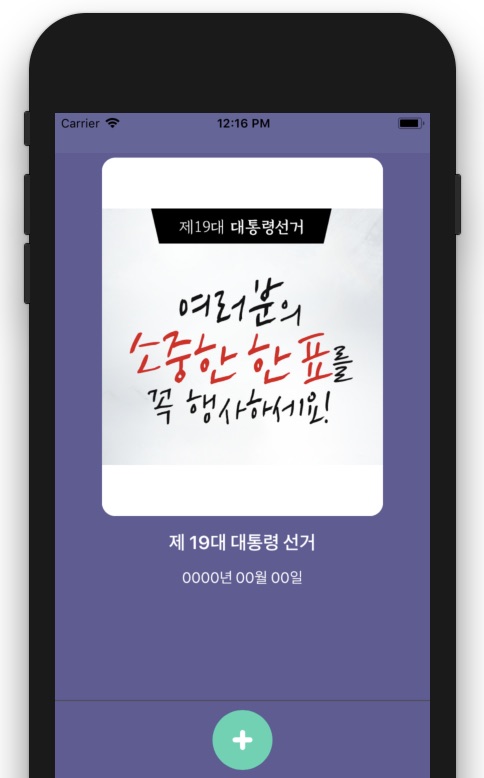 Carrier 12:16 PM
제19대 대통령선거
여러분의
소중한 한 표를
꼭 행사하세요!
제 19대 대통령 선거
0000년 00월 00일